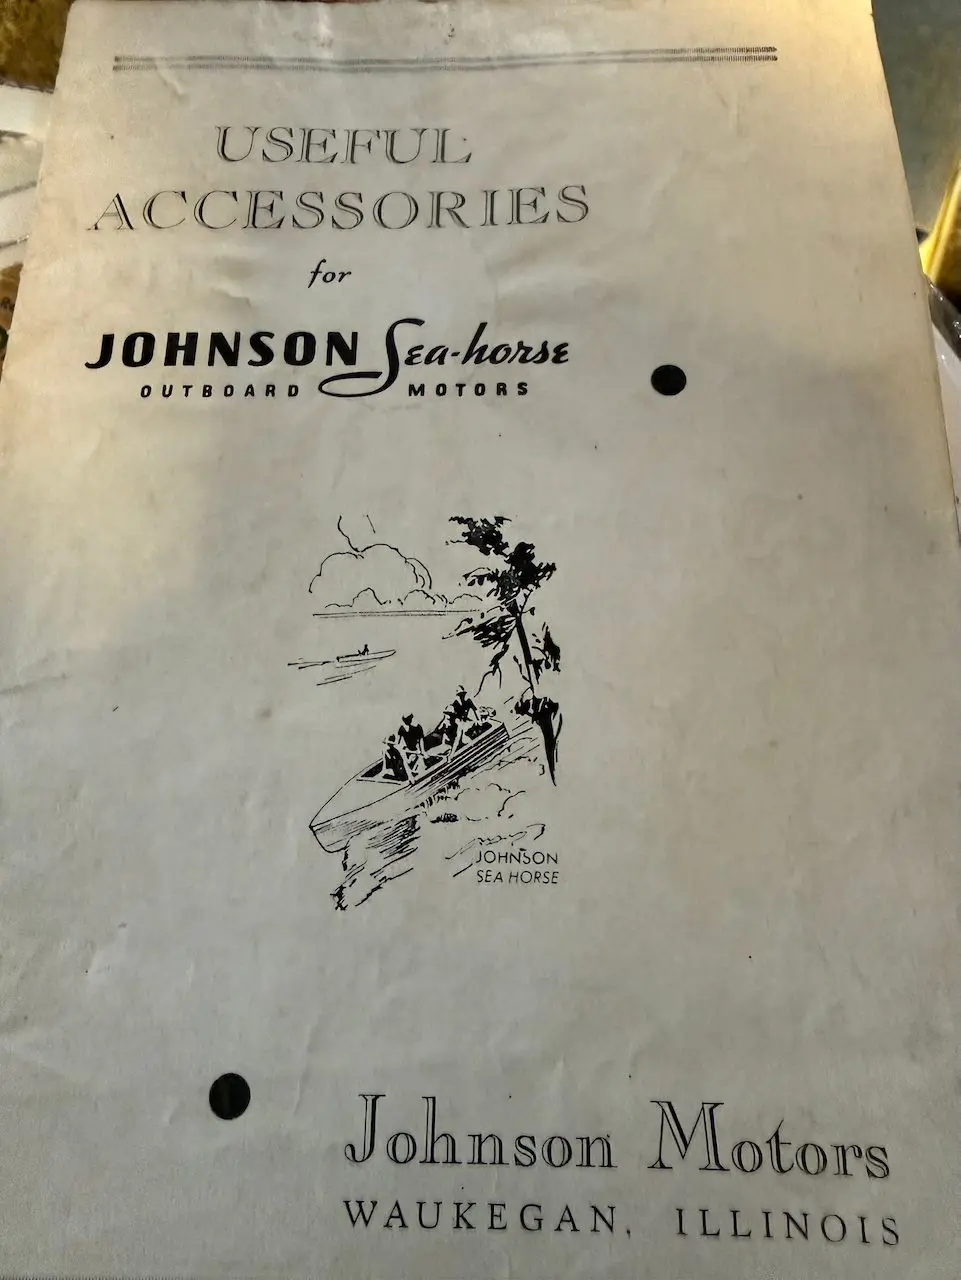 USEFUL
ACCESSORIES
for
JOHNSON Sea-horse
OUTBOARD MOTORS
JOHNSON
SEA HORSE
Johnson Motors
WAUKEGAN, ILLINOIS